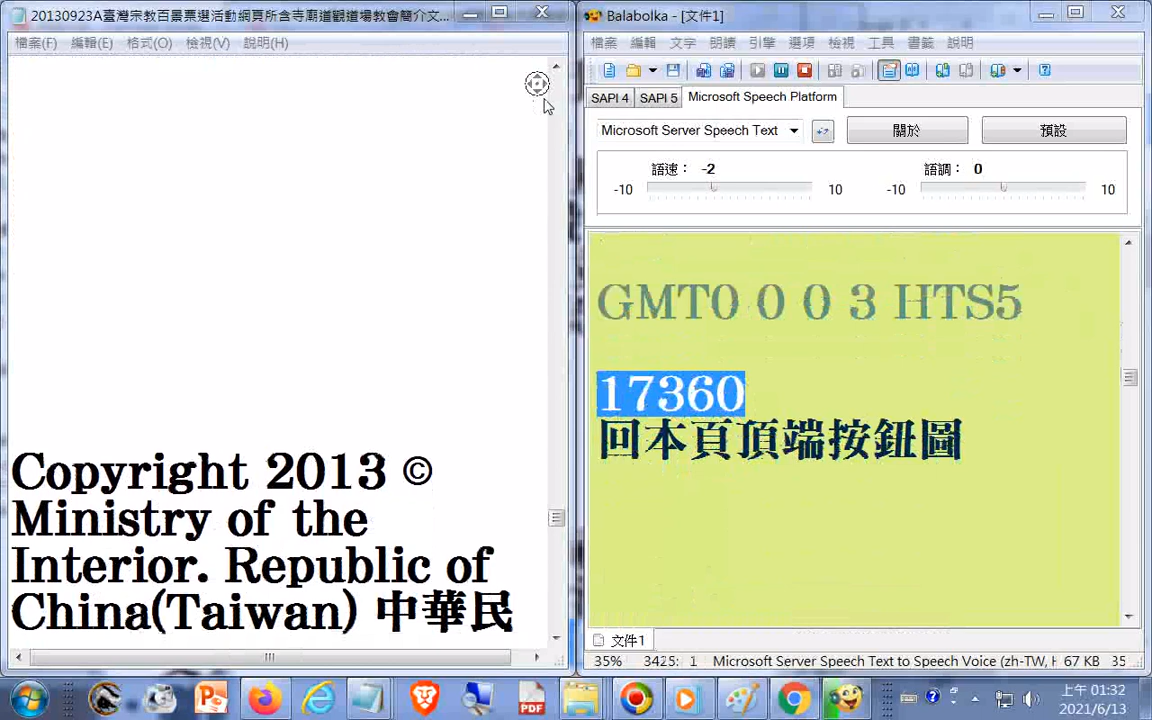 20130923A臺灣宗教百景票選活動網頁所含寺廟道觀道場教會簡介文...
檔案(F) 編輯(E) 格式(O) 檢視(V) 說明(H)
Copyright 2013 ©
Ministry of the
Interior. Republic of
China(Taiwan) 中華民
Balabolka - [文件1]
檔案 編輯 文字 朗讀 引擎 選項 檢視 工具 書籤 說明
SAPI 4 SAPI 5 Microsoft Speech Platform
Microsoft Server Speech Text 關於 預設
語速： -2 語調： 0
-10 10 -10 10
GMT0 0 0 3 HTS5
17360
回本頁頂端按鈕圖
文件1
35% 3425: 1 Microsoft Server Speech Text to Speech Voice (zh-TW, H 67 KB 35
PDF
上午 01:32
2021/6/13